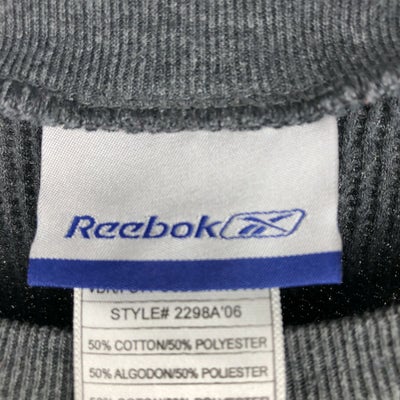 Reebok
STYLE# 2298A'06
50% COTTON/50% POLYESTER
50% ALGODON/50% POLIESTER